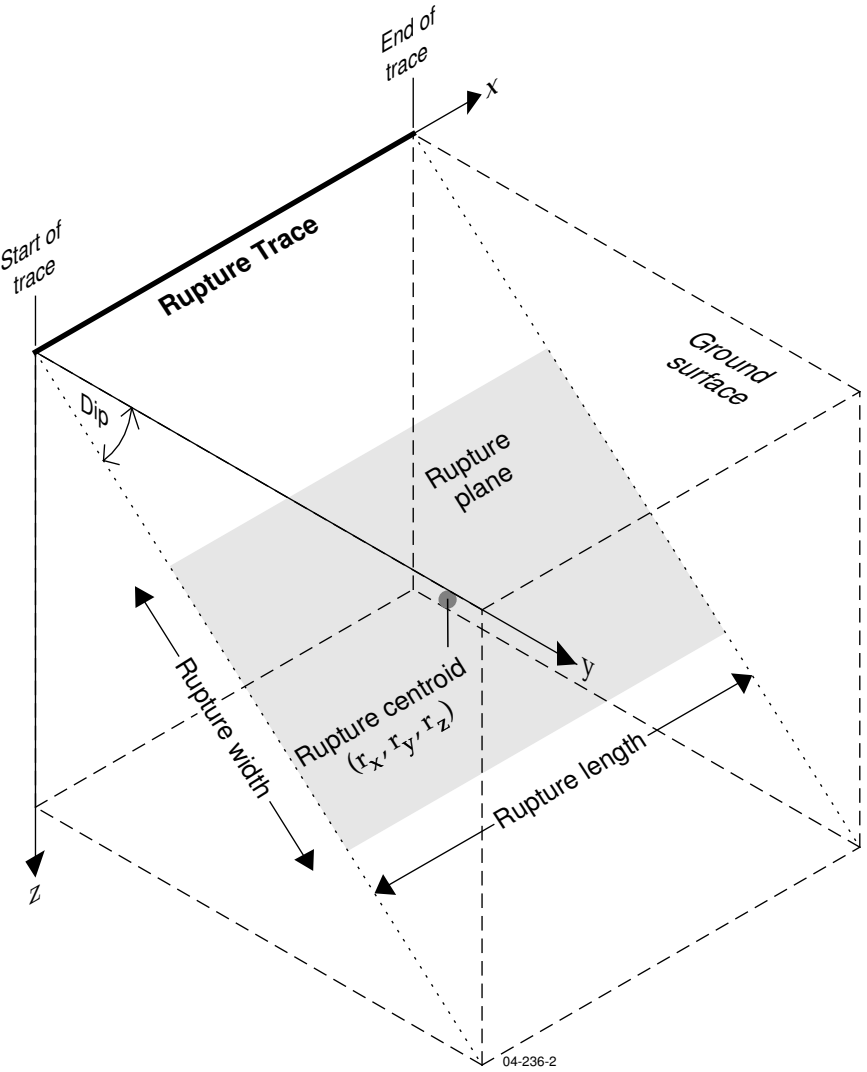 End of
trace
x
Start of
trace
Rupture Trace
Ground
surface
Dip
Rupture
plane
y
Rupture centroid
(rx, ry, rz)
Rupture width
Rupture length
z
04-236-2